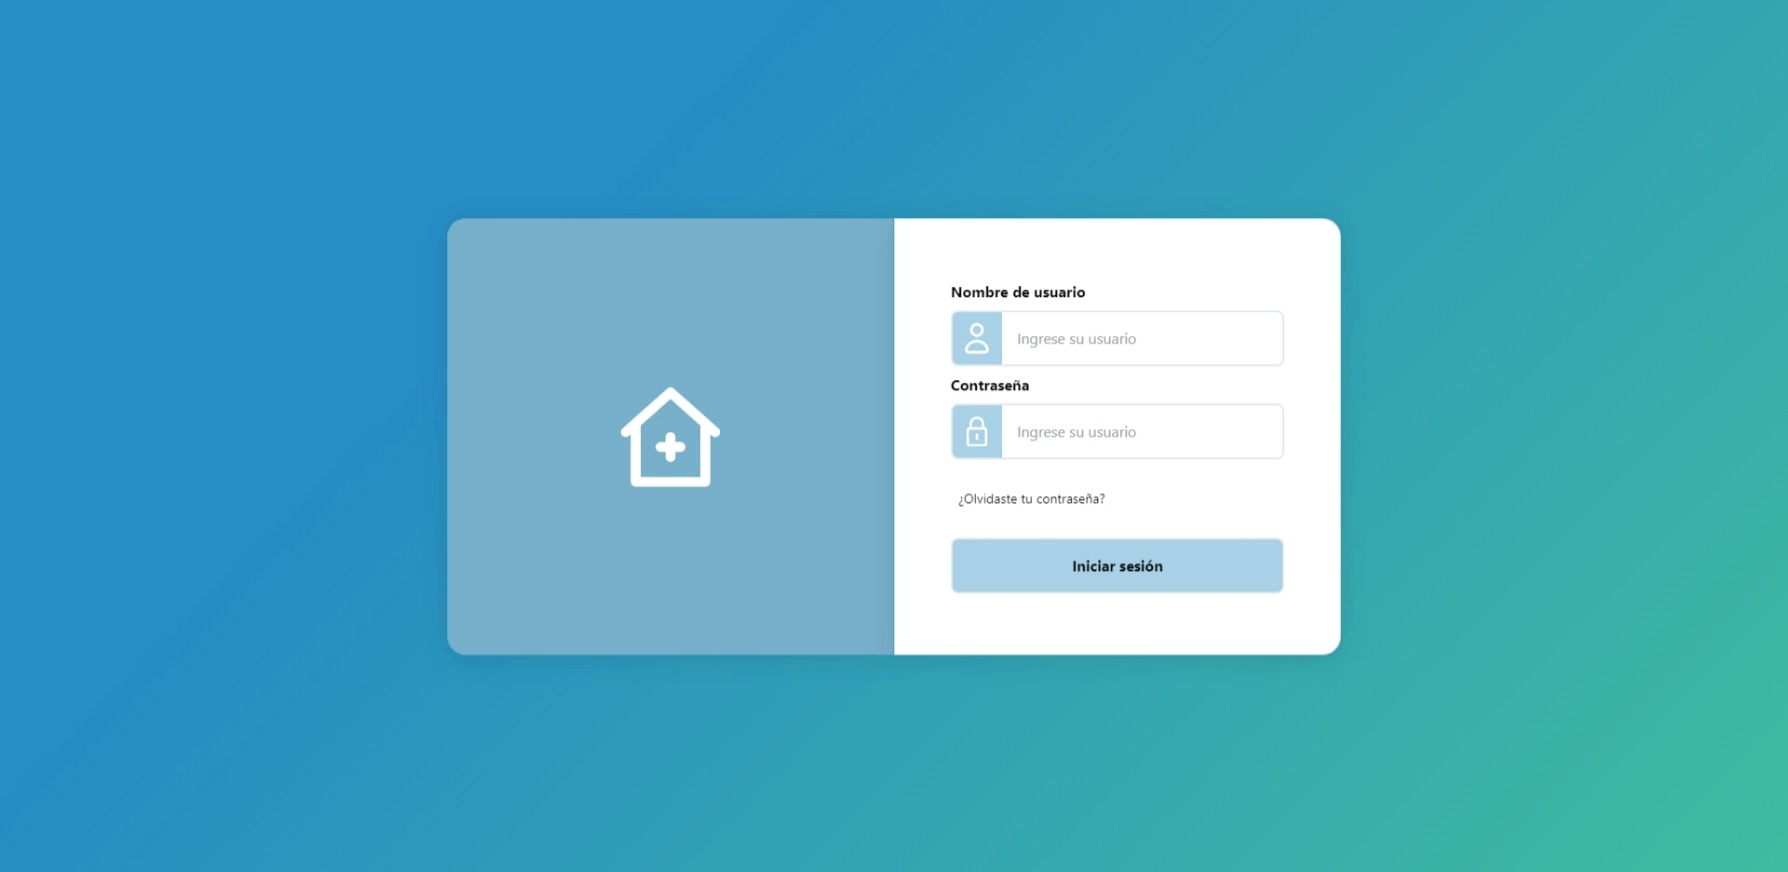 Nombre de usuario
Ingrese su usuario
Contraseña
Ingrese su usuario
¿Olvidaste tu contraseña?
Iniciar sesión